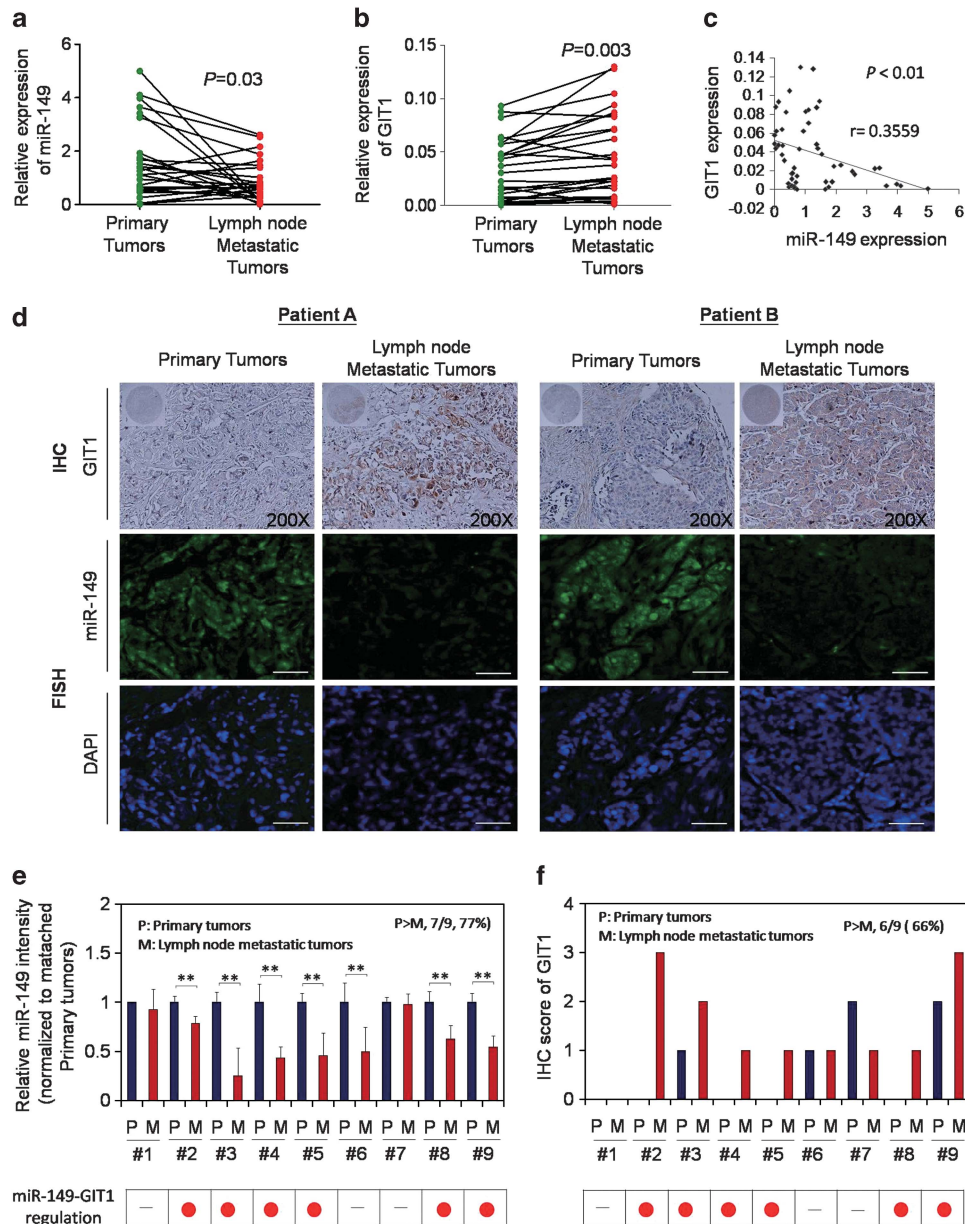 a
Relative expression
of miR-149
6
4
2
0
P=0.03
Primary
Tumors
Lymph node
Metastatic
Tumors
b
Relative expression
of GIT1
0.15
0.10
0.05
0.00
P=0.003
Primary
Tumors
Lymph node
Metastatic
Tumors
c
GIT1 expression
0.14
0.12
0.1
0.08
0.06
0.04
0.02
0
-0.02
P < 0.01
r= 0.3559
0 1 2 3 4 5 6
miR-149 expression
d
Patient A
Patient B
Primary Tumors
Lymph node
Metastatic Tumors
Primary Tumors
Lymph node
Metastatic Tumors
IHC
GIT1
200X
200X
200X
200X
FISH
miR-149
DAPI
e
Relative miR-149 intensity
(normalized to matached
Primary tumors)
2
1.5
1
0.5
0
P: Primary tumors
M: Lymph node metastatic tumors
P>M, 7/9, 77%)
** ** ** ** ** ** **
P M P M P M P M P M P M P M P M P M
#1 #2 #3 #4 #5 #6 #7 #8 #9
miR-149-GIT1
regulation
— — —
f
IHC score of GIT1
4
3
2
1
0
P: Primary tumors
M: Lymph node metastatic tumors
P>M, 6/9 ( 66%)
P M P M P M P M P M P M P M P M P M
#1 #2 #3 #4 #5 #6 #7 #8 #9
— — —